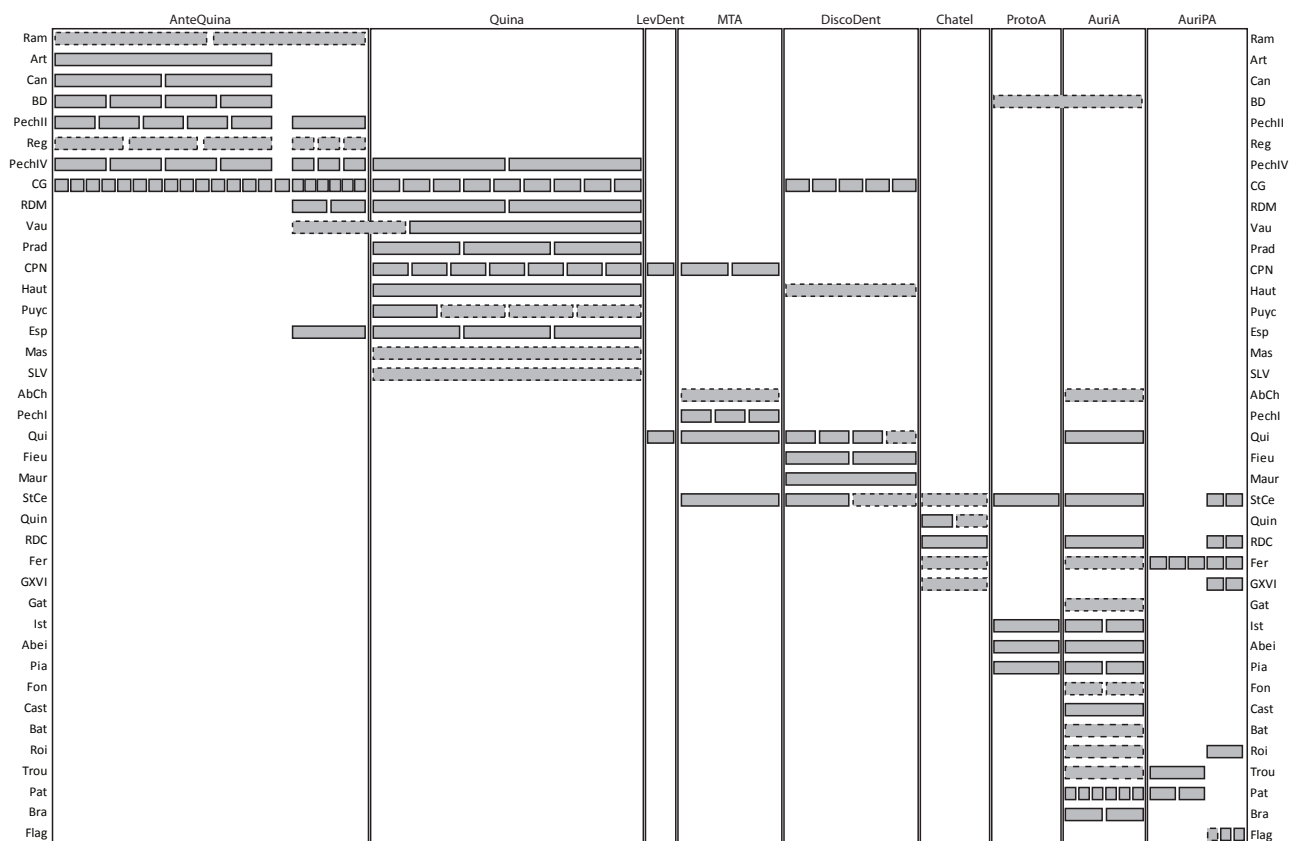 AnteQuina Quina LevDent MTA DiscoDent Chatel ProtoA AuriA AuriPA
Ram Ram
Art Art
Can Can
BD BD
PechII PechII
Reg Reg
PechIV PechIV
CG CG
RDM RDM
Vau Vau
Prad Prad
CPN CPN
Haut Haut
Puyc Puyc
Esp Esp
Mas Mas
SLV SLV
AbCh AbCh
PechI PechI
Qui Qui
Fieu Fieu
Maur Maur
StCe StCe
Quin Quin
RDC RDC
Fer Fer
GXVI GXVI
Gat Gat
Ist Ist
Abei Abei
Pia Pia
Fon Fon
Cast Cast
Bat Bat
Roi Roi
Trou Trou
Pat Pat
Bra Bra
Flag Flag